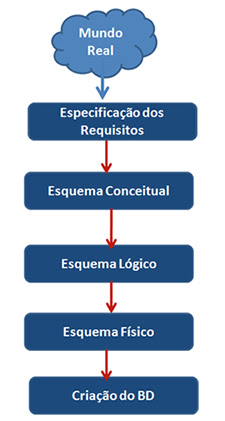 Mundo
Real
Especificação dos
Requisitos
Esquema Conceitual
Esquema Lógico
Esquema Físico
Criação do BD